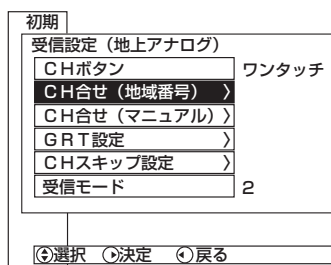 初期
受信設定（地上アナログ）
ＣＨボタン ワンタッチ
ＣＨ合せ（地域番号） 〉
ＣＨ合せ（マニュアル）〉
ＧＲＴ設定 〉
ＣＨスキップ設定 〉
受信モード 2
選択 決定 戻る